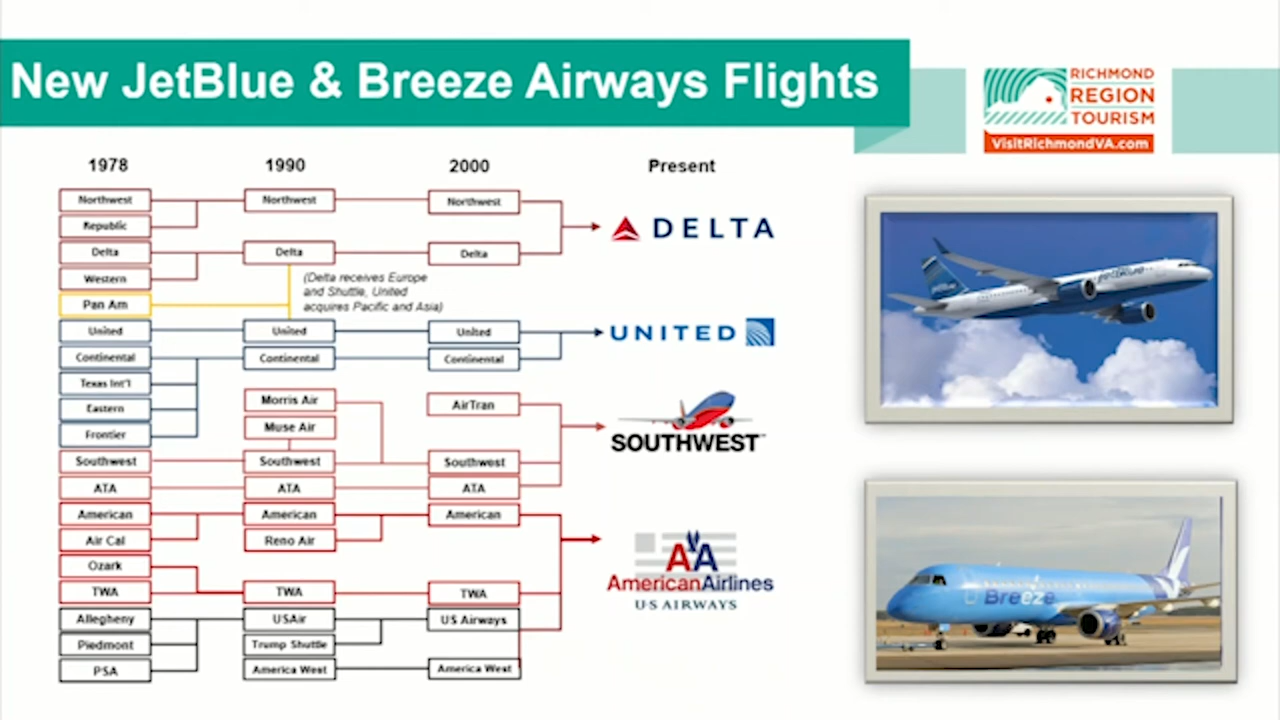 New JetBlue & Breeze Airways Flights
RICHMOND
REGION
TOURISM
VisitRichmondVA.com
1978 1990 2000 Present
Northwest Northwest Northwest
Republic
DELTA
Delta Delta Delta
Western
(Delta receives Europe
and Shuttle, United
acquires Pacific and Asia)
Pan Am
United United United
UNITED
Continental Continental Continental
Texas Int'l
Eastern
Frontier
Morris Air AirTran
Muse Air
SOUTHWEST
Southwest Southwest Southwest
ATA ATA ATA
American American American
Air Cal Reno Air
Ozark
TWA TWA TWA
AA
AmericanAirlines
US AIRWAYS
Allegheny USAir US Airways
Piedmont Trump Shuttle
PSA America West America West
jetBlue
Breeze